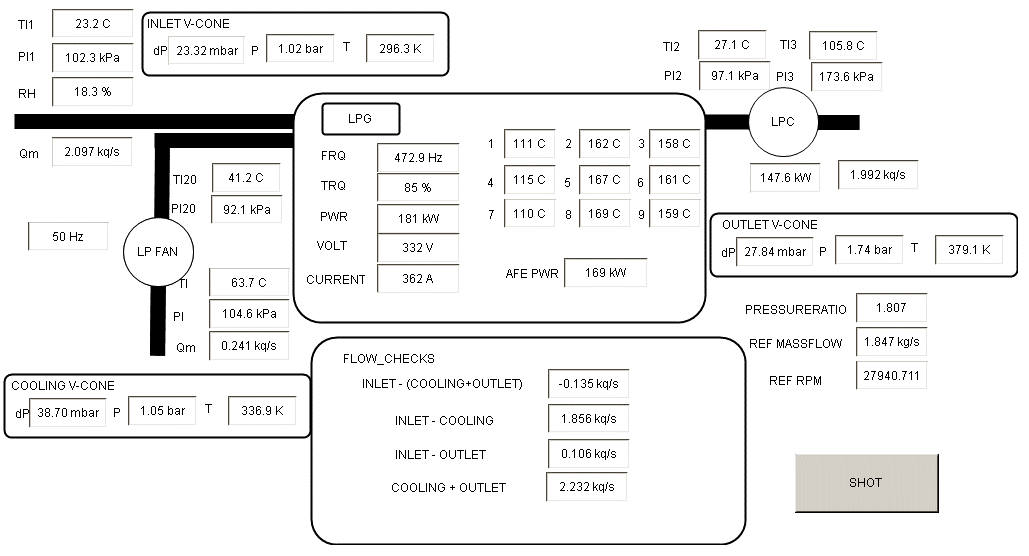 TI1 23.2 C
PI1 102.3 kPa
RH 18.3 %
INLET V-CONE
dP 23.32 mbar P 1.02 bar T 296.3 K
TI2 27.1 C TI3 105.8 C
PI2 97.1 kPa PI3 173.6 kPa
LPC
Qm 2.097 kq/s
147.6 kW 1.992 kq/s
LPG
FRQ 472.9 Hz
TRQ 85 %
PWR 181 kW
VOLT 332 V
CURRENT 362 A
1 111 C 2 162 C 3 158 C
4 115 C 5 167 C 6 161 C
7 110 C 8 169 C 9 159 C
AFE PWR 169 kW
TI20 41.2 C
PI20 92.1 kPa
50 Hz
LP FAN
TI 63.7 C
PI 104.6 kPa
Qm 0.241 kq/s
OUTLET V-CONE
dP 27.84 mbar P 1.74 bar T 379.1 K
PRESSURERATIO 1.807
REF MASSFLOW 1.847 kg/s
REF RPM 27940.711
COOLING V-CONE
dP 38.70 mbar P 1.05 bar T 336.9 K
FLOW_CHECKS
INLET - (COOLING+OUTLET) -0.135 kq/s
INLET - COOLING 1.856 kq/s
INLET - OUTLET 0.106 kq/s
COOLING + OUTLET 2.232 kq/s
SHOT